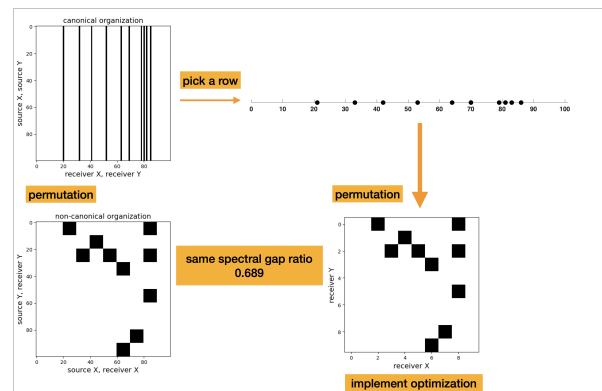 canonical organization
0
20
40
60
80
source X, source Y
0 20 40 60 80
receiver X, receiver Y
pick a row
0 10 20 30 40 50 60 70 80 90 100
permutation
permutation
non-canonical organization
0
20
40
60
80
source Y, receiver Y
0 20 40 60 80
source X, receiver X
same spectral gap ratio
0.689
0
2
4
6
8
receiver Y
0 2 4 6 8
receiver X
implement optimization